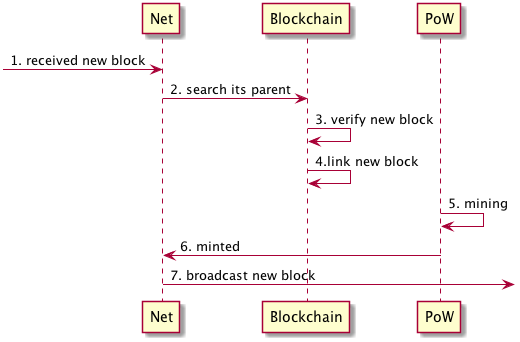 Net Blockchain PoW
1. received new block
2. search its parent
3. verify new block
4.link new block
5. mining
6. minted
7. broadcast new block
Net Blockchain PoW